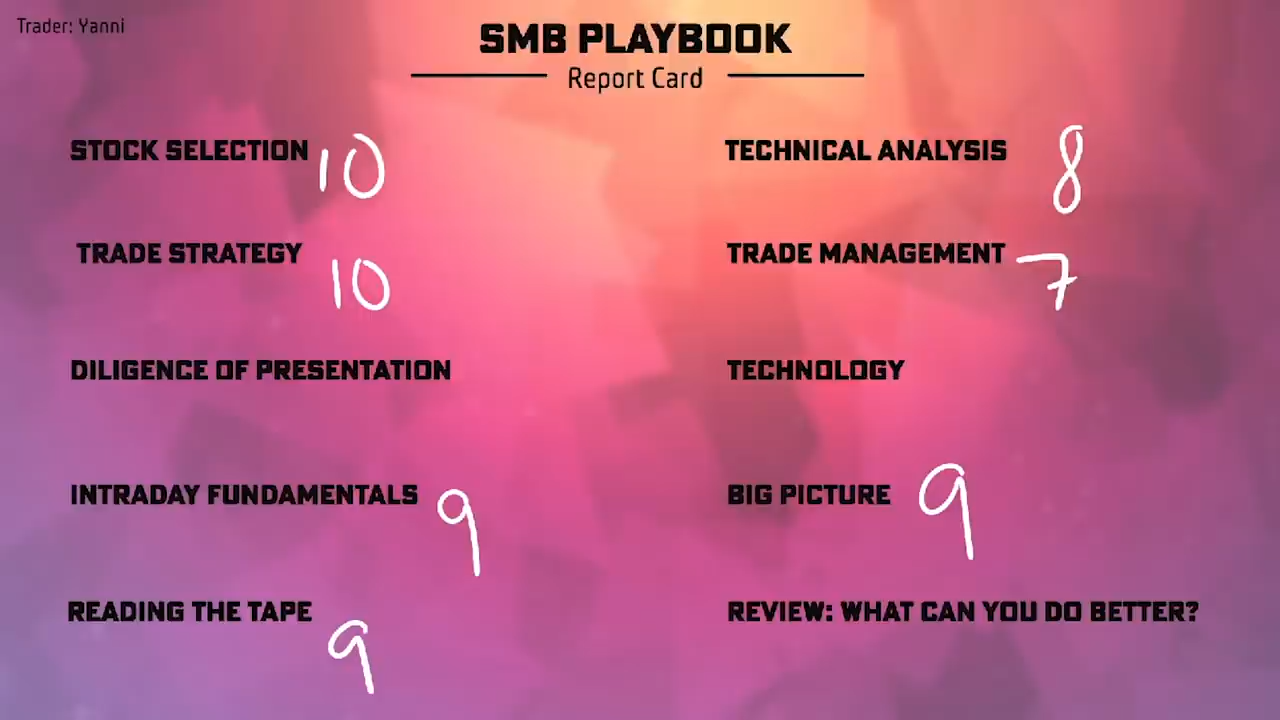 Trader: Yanni
SMB PLAYBOOK
Report Card
STOCK SELECTION 10
TRADE STRATEGY 10
DILIGENCE OF PRESENTATION
INTRADAY FUNDAMENTALS 9
READING THE TAPE 9
TECHNICAL ANALYSIS 8
TRADE MANAGEMENT 7
TECHNOLOGY
BIG PICTURE 9
REVIEW: WHAT CAN YOU DO BETTER?